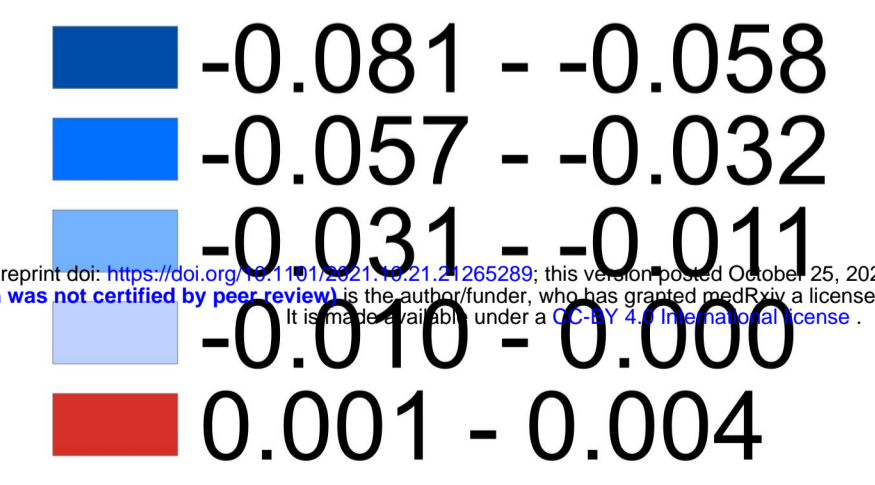 -0.081 - -0.058
-0.057 - -0.032
-0.031 - -0.011
reprint doi: https://doi.org/10.1101/2021.10.21.21265289; this version posted October 25, 202
was not certified by peer review) is the author/funder, who has granted medRxiv a license
It is made available under a CC-BY 4.0 International license .
-0.010 - 0.000
0.001 - 0.004